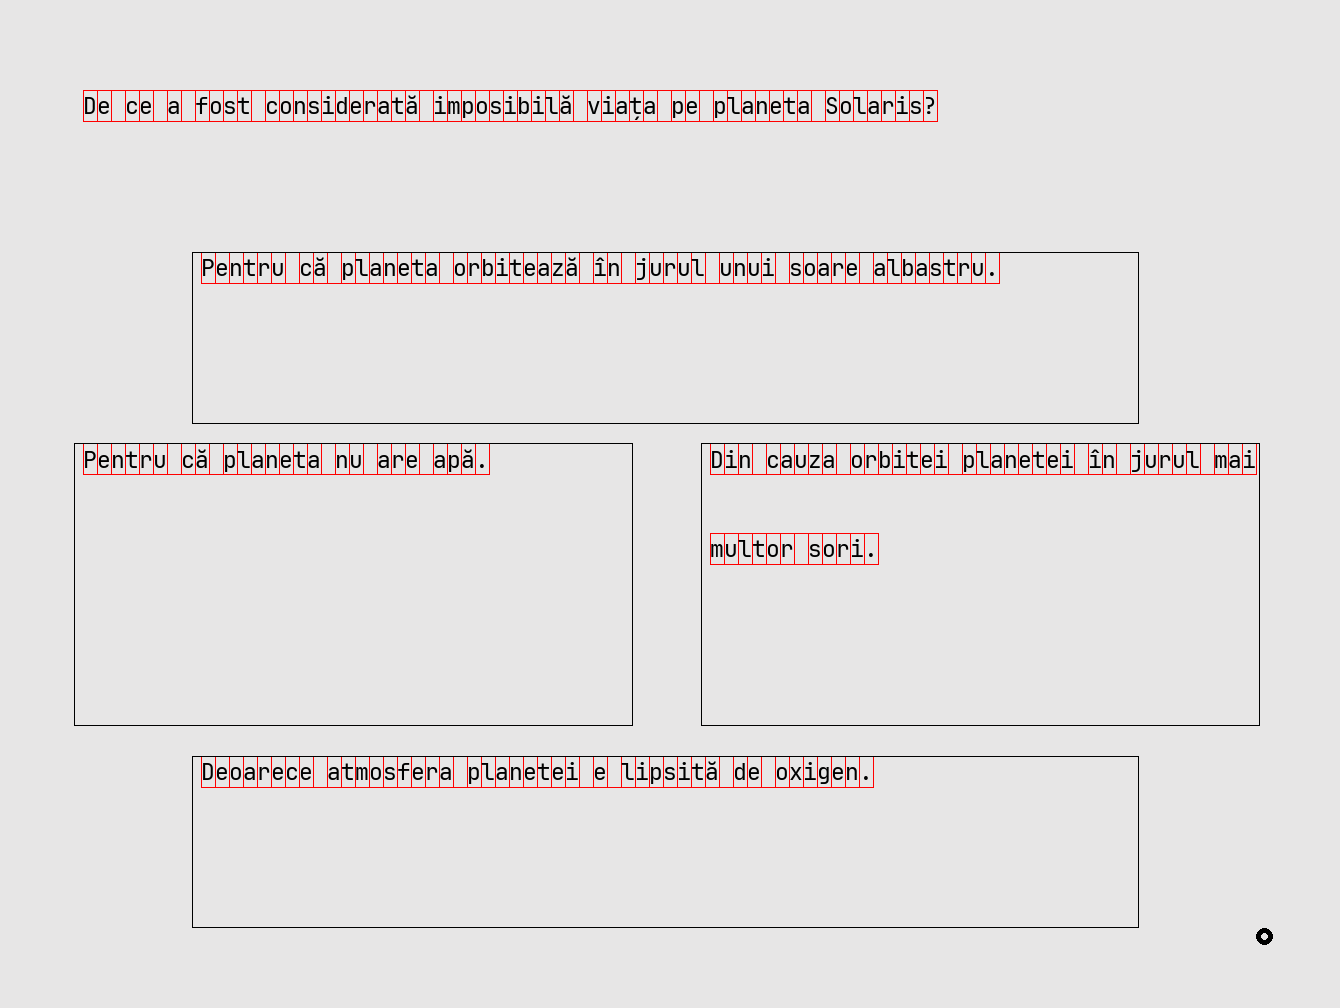 De ce a fost considerată imposibilă viața pe planeta Solaris?
Pentru că planeta orbitează în jurul unui soare albastru.
Pentru că planeta nu are apă.
Din cauza orbitei planetei în jurul mai
multor sori.
Deoarece atmosfera planetei e lipsită de oxigen.